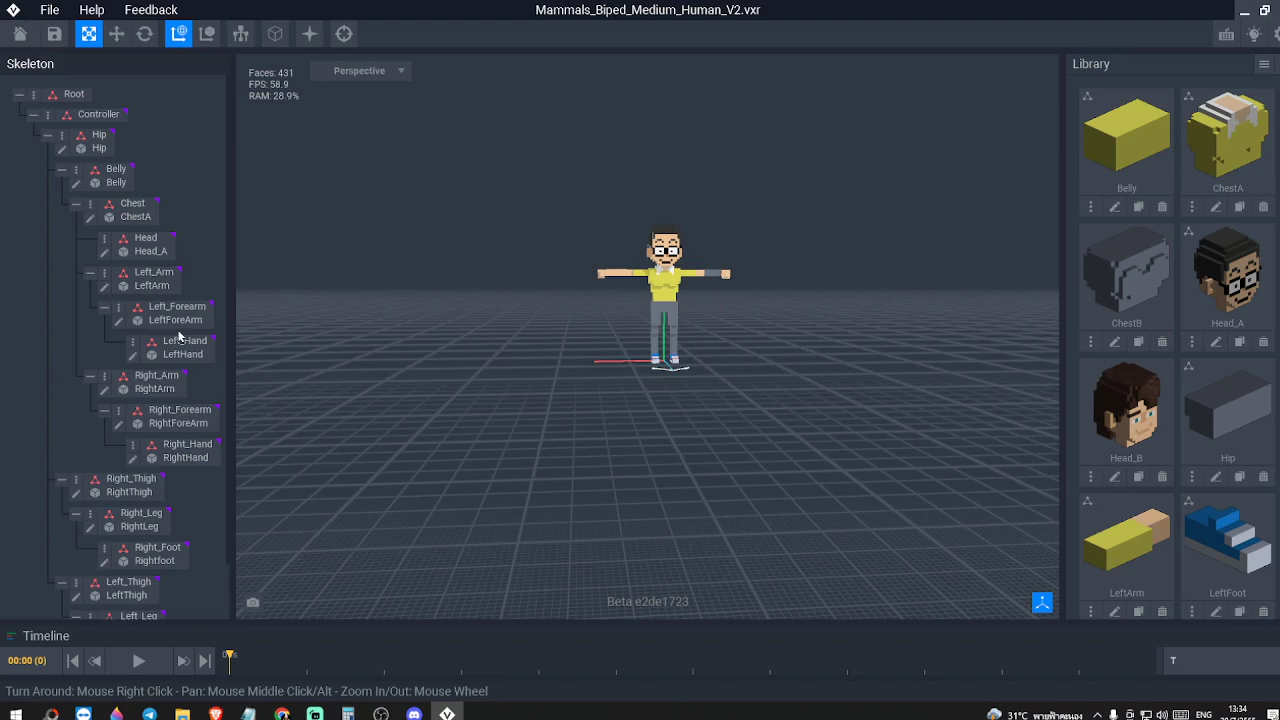 File Help Feedback Mammals_Biped_Medium_Human_V2.vxr
Skeleton
Root
Controller
Hip
Hip
Belly
Belly
Chest
ChestA
Head
Head_A
Left_Arm
LeftArm
Left_Forearm
LeftForeArm
Left_Hand
LeftHand
Right_Arm
RightArm
Right_Forearm
RightForeArm
Right_Hand
RightHand
Right_Thigh
RightThigh
Right_Leg
RightLeg
Right_Foot
Rightfoot
Left_Thigh
LeftThigh
Left_Leg
Faces: 431
FPS: 58.9
RAM: 28.9%
Perspective
Beta e2de1723
Library
Belly
ChestA
ChestB
Head_A
Head_B
Hip
LeftArm
LeftFoot
Timeline
00:00 (0)
T
Turn Around: Mouse Right Click - Pan: Mouse Middle Click/Alt - Zoom In/Out: Mouse Wheel
31°C
13:34